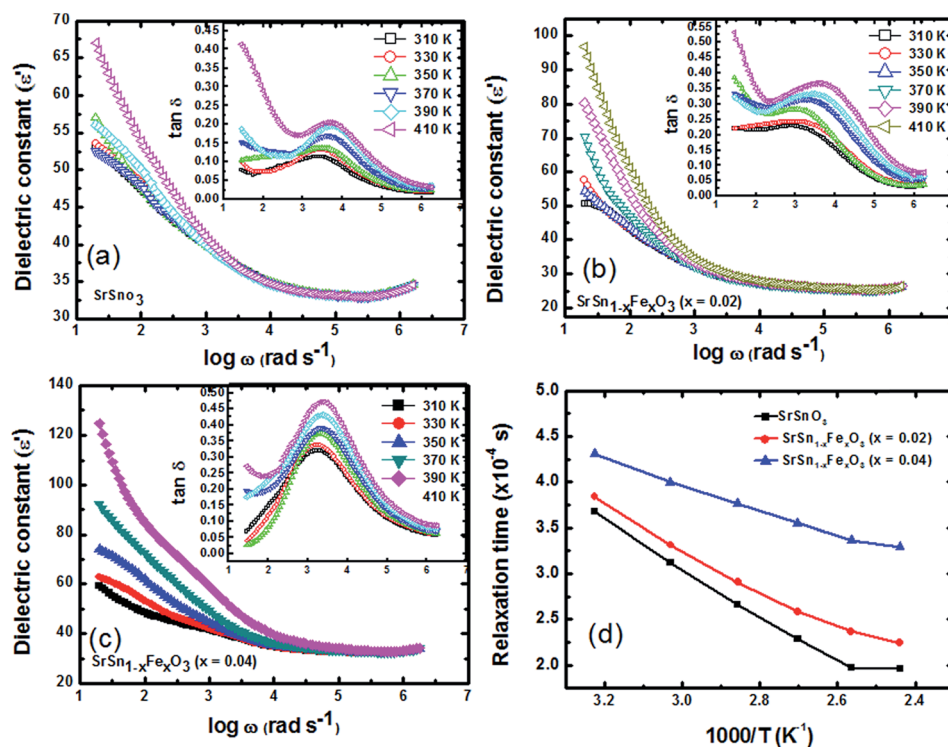 (a)
Dielectric constant (ε')
70
65
60
55
50
45
40
35
30
1 2 3 4 5 6 7
log ω (rad s-1)
SrSno3
tan δ
0.45
0.40
0.35
0.30
0.25
0.20
0.15
0.10
0.05
0.00
1 2 3 4 5 6 7
310 K
330 K
350 K
370 K
390 K
410 K
(b)
Dielectric constant (ε')
100
80
60
40
20
1 2 3 4 5 6 7
log ω (rad s-1)
SrSn1-xFexO3 (x = 0.02)
tan δ
0.55
0.50
0.45
0.40
0.35
0.30
0.25
0.20
0.15
0.10
0.05
0.00
1 2 3 4 5 6
310 K
330 K
350 K
370 K
390 K
410 K
(c)
Dielectric constant (ε')
140
120
100
80
60
40
20
1 2 3 4 5 6 7
log ω (rad s-1)
SrSn1-xFexO3 (x = 0.04)
tan δ
0.50
0.45
0.40
0.35
0.30
0.25
0.20
0.15
0.10
0.05
0.00
1 2 3 4 5 6
310 K
330 K
350 K
370 K
390 K
410 K
(d)
Relaxation time (x10-4 s)
5.0
4.5
4.0
3.5
3.0
2.5
2.0
3.2 3.0 2.8 2.6 2.4
1000/T (K-1)
SrSnO3
SrSn1-xFexO3 (x = 0.02)
SrSn1-xFexO3 (x = 0.04)